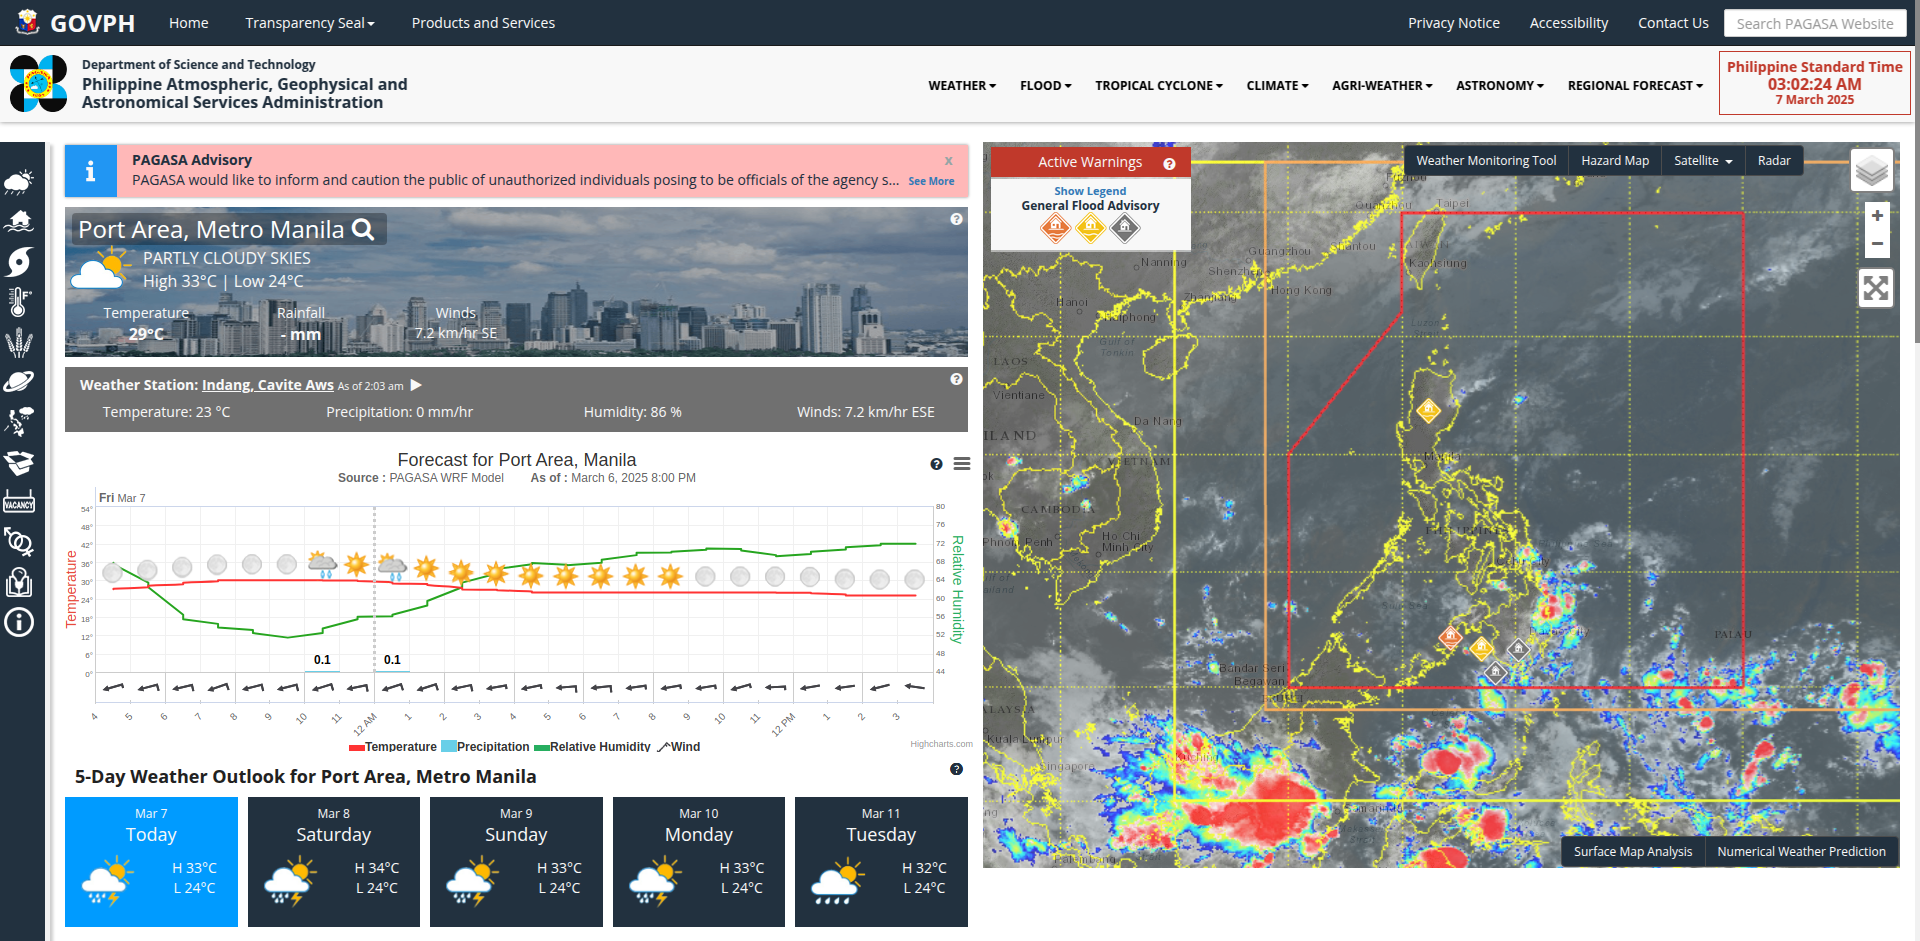 GOVPH
Home
Transparency Seal
Products and Services
Privacy Notice
Accessibility
Contact Us
Search PAGASA Website
Department of Science and Technology
Philippine Atmospheric, Geophysical and
Astronomical Services Administration
WEATHER
FLOOD
TROPICAL CYCLONE
CLIMATE
AGRI-WEATHER
ASTRONOMY
REGIONAL FORECAST
Philippine Standard Time
03:02:24 AM
7 March 2025
PAGASA Advisory
x
PAGASA would like to inform and caution the public of unauthorized individuals posing to be officials of the agency s... See More
Port Area, Metro Manila
PARTLY CLOUDY SKIES
High 33°C | Low 24°C
Temperature
29°C
Rainfall
- mm
Winds
7.2 km/hr SE
Weather Station: Indang, Cavite Aws As of 2:03 am
Temperature: 23 °C
Precipitation: 0 mm/hr
Humidity: 86 %
Winds: 7.2 km/hr ESE
Forecast for Port Area, Manila
Source : PAGASA WRF Model As of : March 6, 2025 8:00 PM
Fri Mar 7
Temperature
54°
48°
42°
36°
30°
24°
18°
12°
6°
0°
80
76
72
68
64
60
56
52
48
44
Relative Humidity
0.1
0.1
4 5 6 7 8 9 10 11 12 AM 1 2 3 4 5 6 7 8 9 10 11 12 PM 1 2 3
Temperature Precipitation Relative Humidity Wind
Highcharts.com
5-Day Weather Outlook for Port Area, Metro Manila
Mar 7
Today
H 33°C
L 24°C
Mar 8
Saturday
H 34°C
L 24°C
Mar 9
Sunday
H 33°C
L 24°C
Mar 10
Monday
H 33°C
L 24°C
Mar 11
Tuesday
H 32°C
L 24°C
F°
VACANCY
Active Warnings
Show Legend
General Flood Advisory
Weather Monitoring Tool
Hazard Map
Satellite
Radar
+
−
Taipei
Guangzhou
Shantou
Nanning
Shenzhen
Kaohsiung
Hong Kong
Zhanjiang
Hanoi
Haiphong
Gulf of
Tonkin
Luzon
LAOS
Vientiane
Da Nang
VIETNAM
Manila
CAMBODIA
Phnom Penh
Ho Chi
Minh City
PALAU
Bandar Seri
Begawan
Kuala Lumpur
Singapore
Kuching
Palembang
Surface Map Analysis
Numerical Weather Prediction